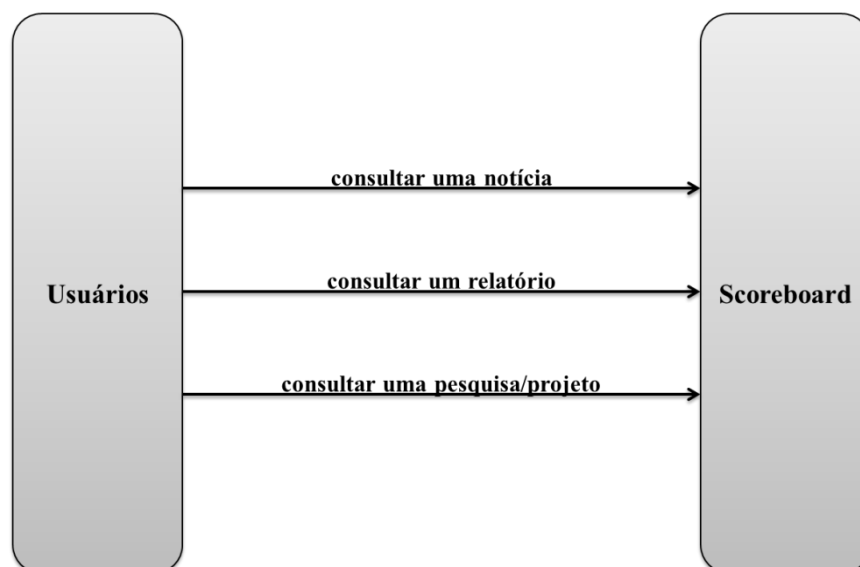 consultar uma notícia
consultar um relatório
Usuários
Scoreboard
consultar uma pesquisa/projeto